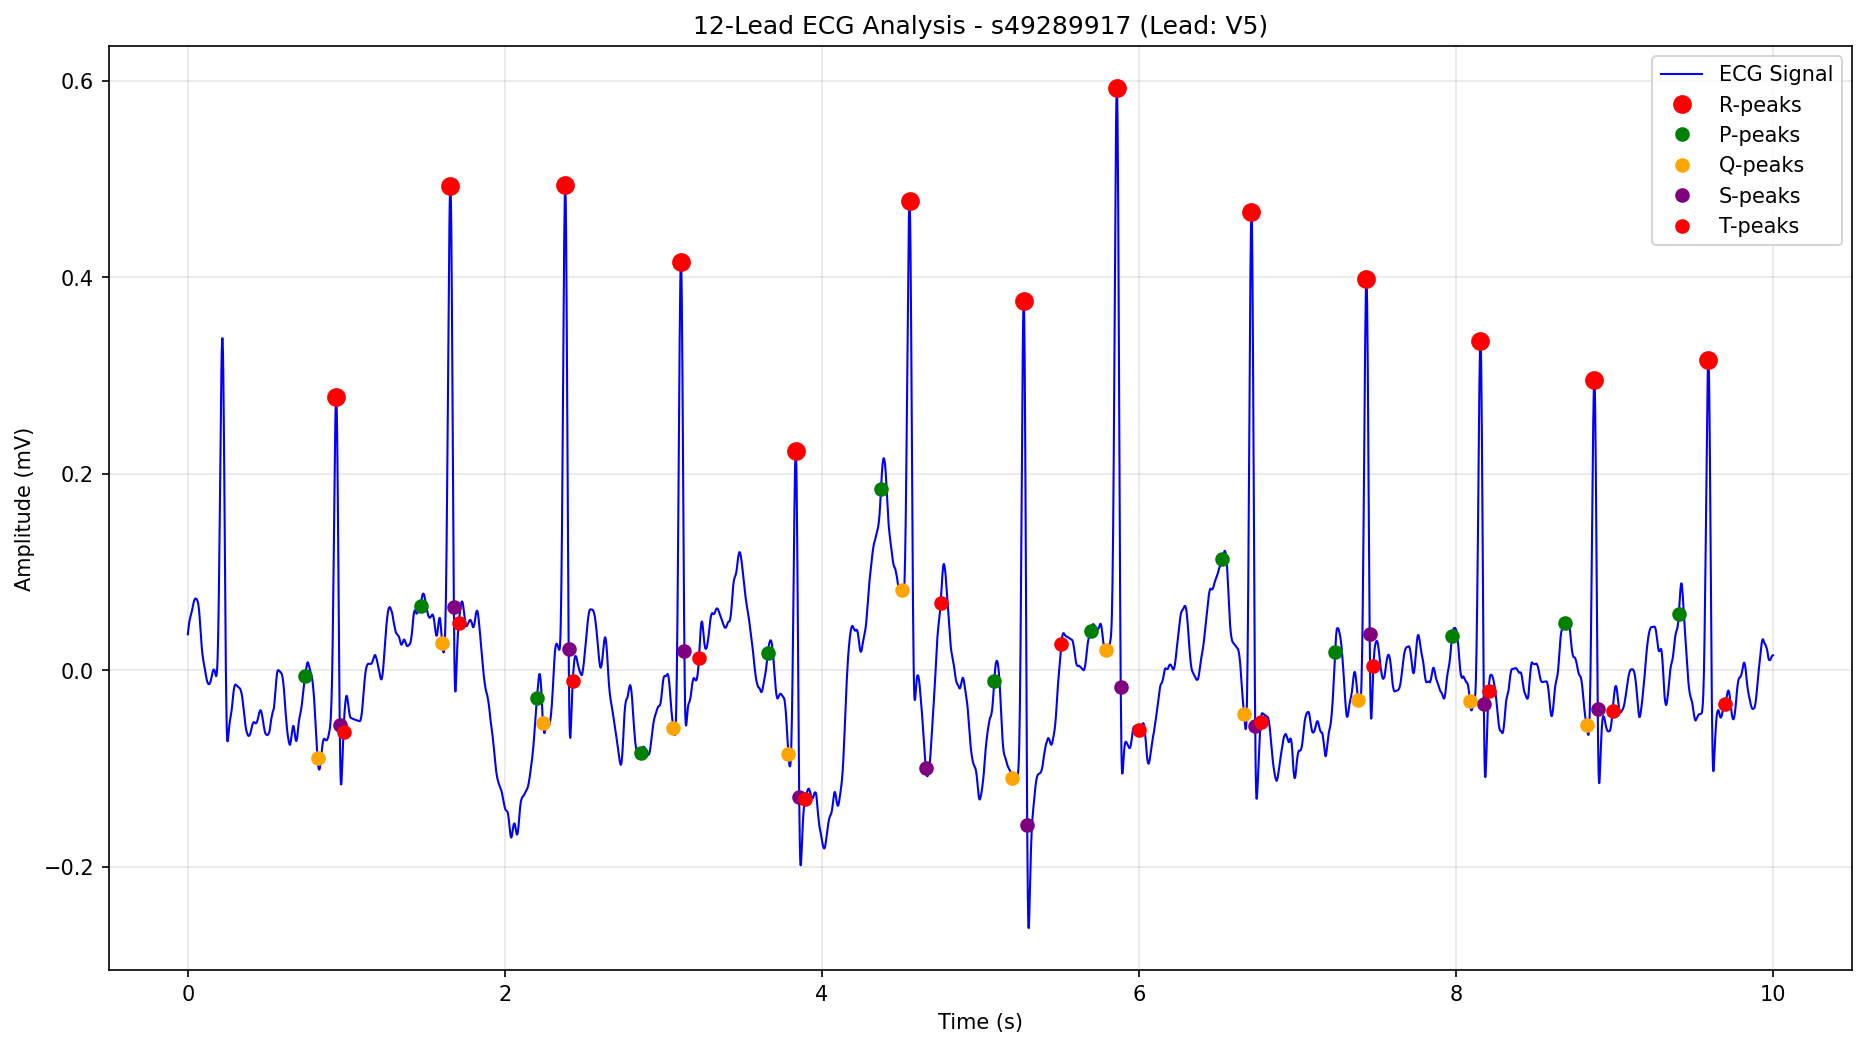 12-Lead ECG Analysis - s49289917 (Lead: V5)
ECG Signal
R-peaks
P-peaks
Q-peaks
S-peaks
T-peaks
Amplitude (mV)
0.6
0.4
0.2
0.0
−0.2
0 2 4 6 8 10
Time (s)